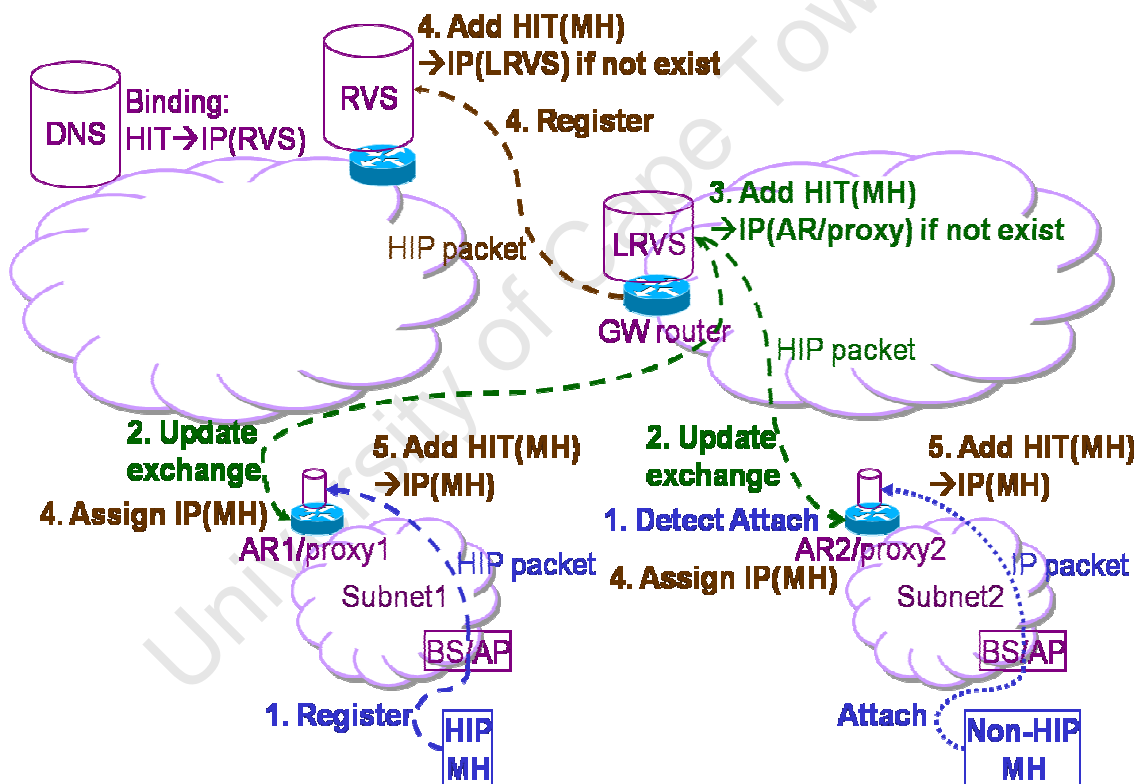 4. Add HIT(MH)
→IP(LRVS) if not exist
RVS
DNS
Binding:
HIT→IP(RVS)
4. Register
3. Add HIT(MH)
→IP(AR/proxy) if not exist
HIP packet
LRVS
GW router
HIP packet
2. Update
exchange
5. Add HIT(MH)
→IP(MH)
2. Update
exchange
5. Add HIT(MH)
→IP(MH)
4. Assign IP(MH)
1. Detect Attach
AR1/proxy1
AR2/proxy2
HIP packet
4. Assign IP(MH)
IP packet
Subnet1
Subnet2
BS/AP
BS/AP
1. Register
HIP
MH
Attach
Non-HIP
MH
University of Cape Tow